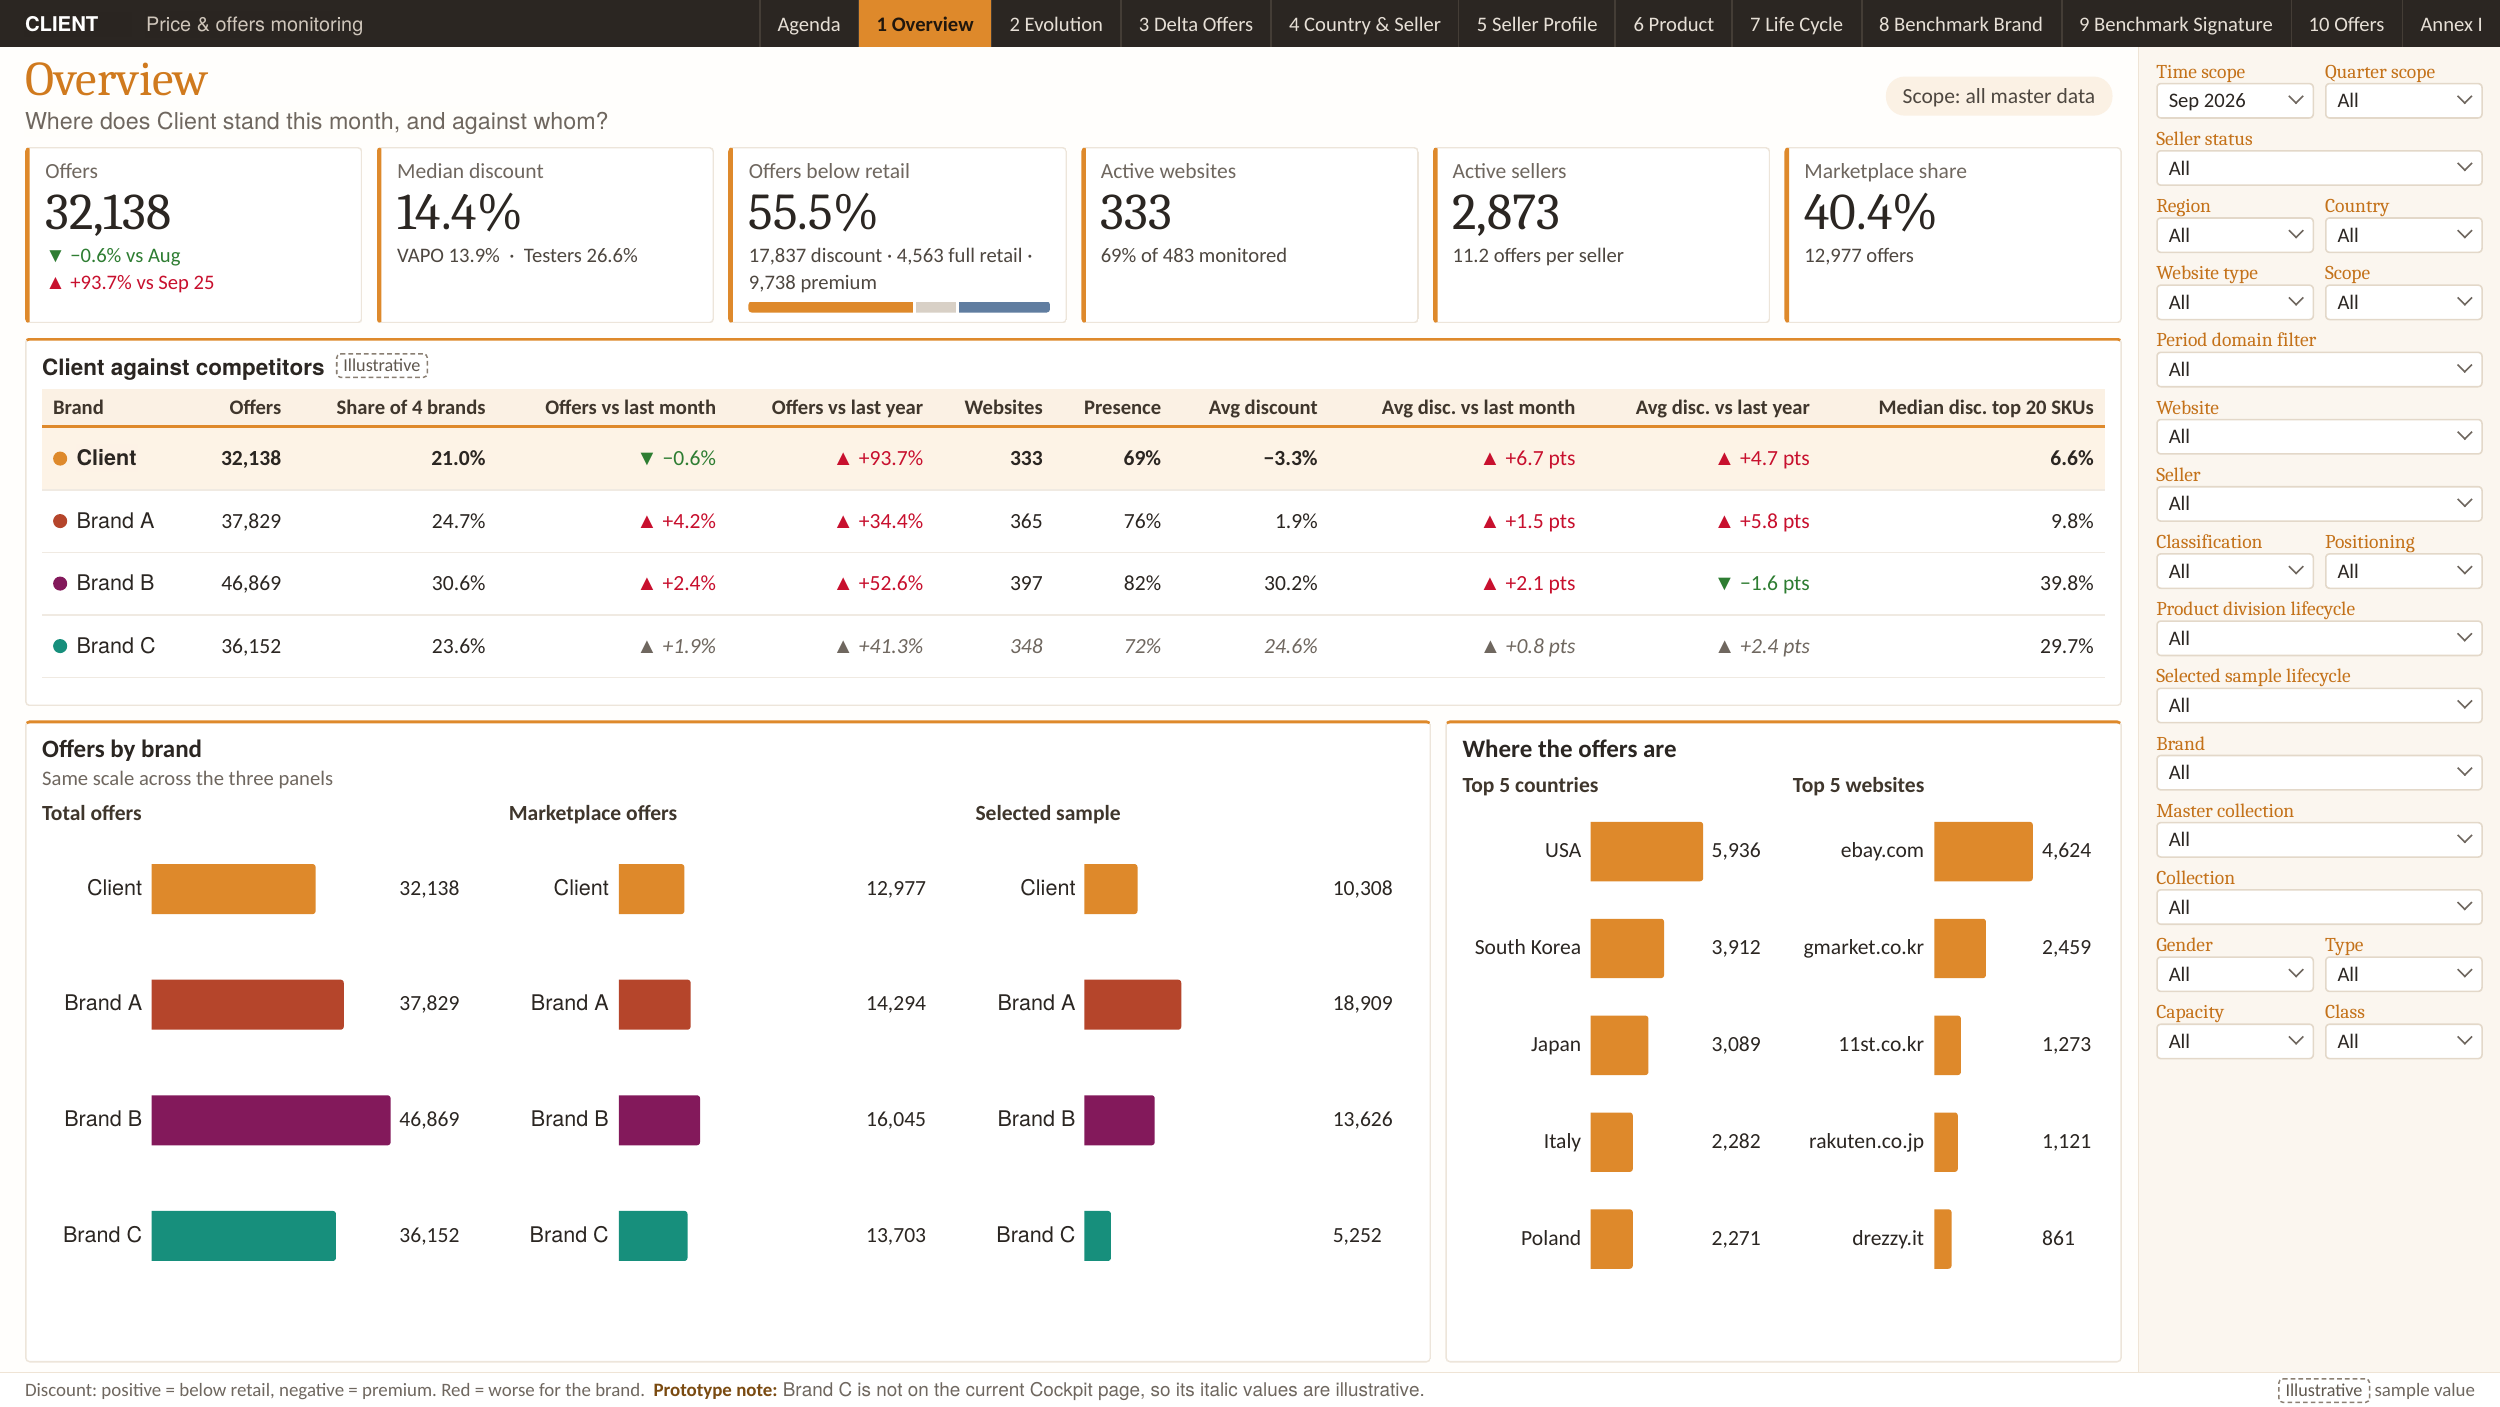 CLIENT Price & offers monitoring Agenda 1 Overview 2 Evolution 3 Delta Offers 4 Country & Seller 5 Seller Profile 6 Product 7 Life Cycle 8 Benchmark Brand 9 Benchmark Signature 10 Offers Annex I
Overview
Where does Client stand this month, and against whom?
Scope: all master data
Offers
32,138
▼ −0.6% vs Aug
▲ +93.7% vs Sep 25
Median discount
14.4%
VAPO 13.9% · Testers 26.6%
Offers below retail
55.5%
17,837 discount · 4,563 full retail ·
9,738 premium
Active websites
333
69% of 483 monitored
Active sellers
2,873
11.2 offers per seller
Marketplace share
40.4%
12,977 offers
Client against competitors Illustrative
Brand Offers Share of 4 brands Offers vs last month Offers vs last year Websites Presence Avg discount Avg disc. vs last month Avg disc. vs last year Median disc. top 20 SKUs
Client 32,138 21.0% ▼ −0.6% ▲ +93.7% 333 69% −3.3% ▲ +6.7 pts ▲ +4.7 pts 6.6%
Brand A 37,829 24.7% ▲ +4.2% ▲ +34.4% 365 76% 1.9% ▲ +1.5 pts ▲ +5.8 pts 9.8%
Brand B 46,869 30.6% ▲ +2.4% ▲ +52.6% 397 82% 30.2% ▲ +2.1 pts ▼ −1.6 pts 39.8%
Brand C 36,152 23.6% ▲ +1.9% ▲ +41.3% 348 72% 24.6% ▲ +0.8 pts ▲ +2.4 pts 29.7%
Offers by brand
Same scale across the three panels
Total offers
Client 32,138
Brand A 37,829
Brand B 46,869
Brand C 36,152
Marketplace offers
Client 12,977
Brand A 14,294
Brand B 16,045
Brand C 13,703
Selected sample
Client 10,308
Brand A 18,909
Brand B 13,626
Brand C 5,252
Where the offers are
Top 5 countries
USA 5,936
South Korea 3,912
Japan 3,089
Italy 2,282
Poland 2,271
Top 5 websites
ebay.com 4,624
gmarket.co.kr 2,459
11st.co.kr 1,273
rakuten.co.jp 1,121
drezzy.it 861
Time scope Quarter scope
Sep 2026 All
Seller status
All
Region Country
All All
Website type Scope
All All
Period domain filter
All
Website
All
Seller
All
Classification Positioning
All All
Product division lifecycle
All
Selected sample lifecycle
All
Brand
All
Master collection
All
Collection
All
Gender Type
All All
Capacity Class
All All
Discount: positive = below retail, negative = premium. Red = worse for the brand. Prototype note: Brand C is not on the current Cockpit page, so its italic values are illustrative.
Illustrative sample value